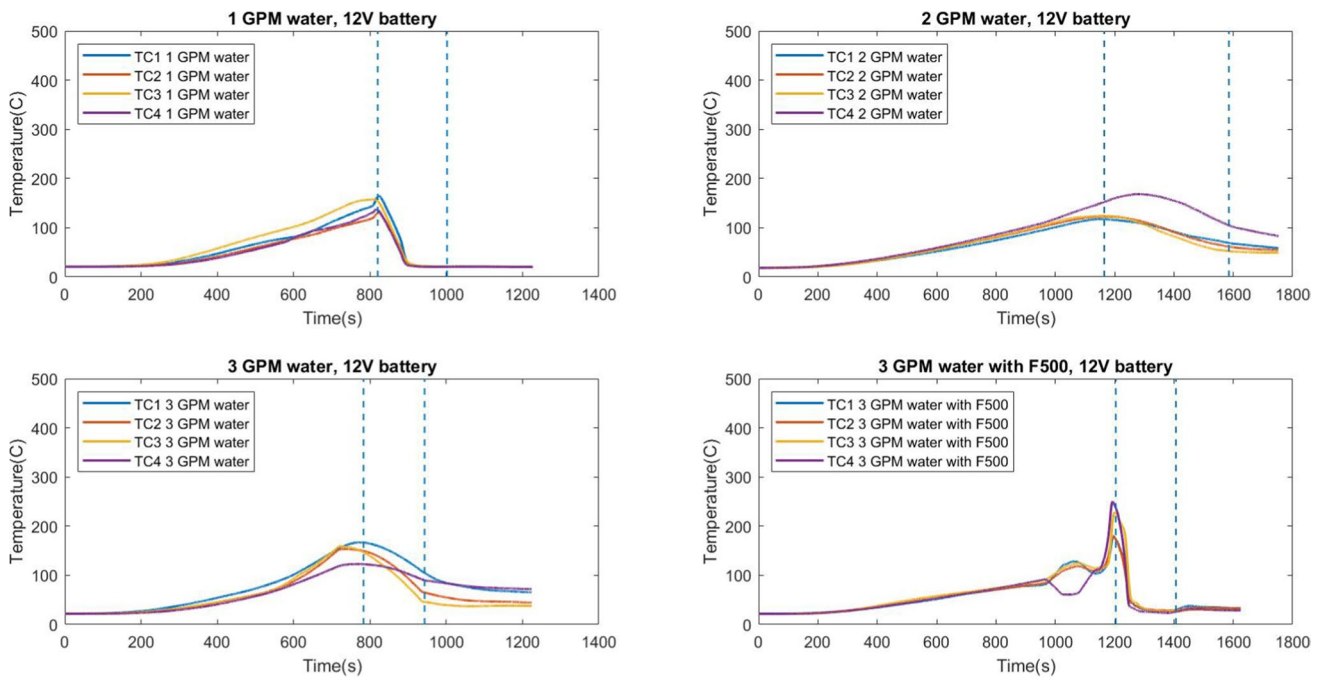 1 GPM water, 12V battery
500
400
300
200
100
0
Temperature(C)
TC1 1 GPM water
TC2 1 GPM water
TC3 1 GPM water
TC4 1 GPM water
0 200 400 600 800 1000 1200 1400
Time(s)
2 GPM water, 12V battery
500
400
300
200
100
0
Temperature(C)
TC1 2 GPM water
TC2 2 GPM water
TC3 2 GPM water
TC4 2 GPM water
0 200 400 600 800 1000 1200 1400 1600 1800
Time(s)
3 GPM water, 12V battery
500
400
300
200
100
0
Temperature(C)
TC1 3 GPM water
TC2 3 GPM water
TC3 3 GPM water
TC4 3 GPM water
0 200 400 600 800 1000 1200 1400
Time(s)
3 GPM water with F500, 12V battery
500
400
300
200
100
0
Temperature(C)
TC1 3 GPM water with F500
TC2 3 GPM water with F500
TC3 3 GPM water with F500
TC4 3 GPM water with F500
0 200 400 600 800 1000 1200 1400 1600 1800
Time(s)